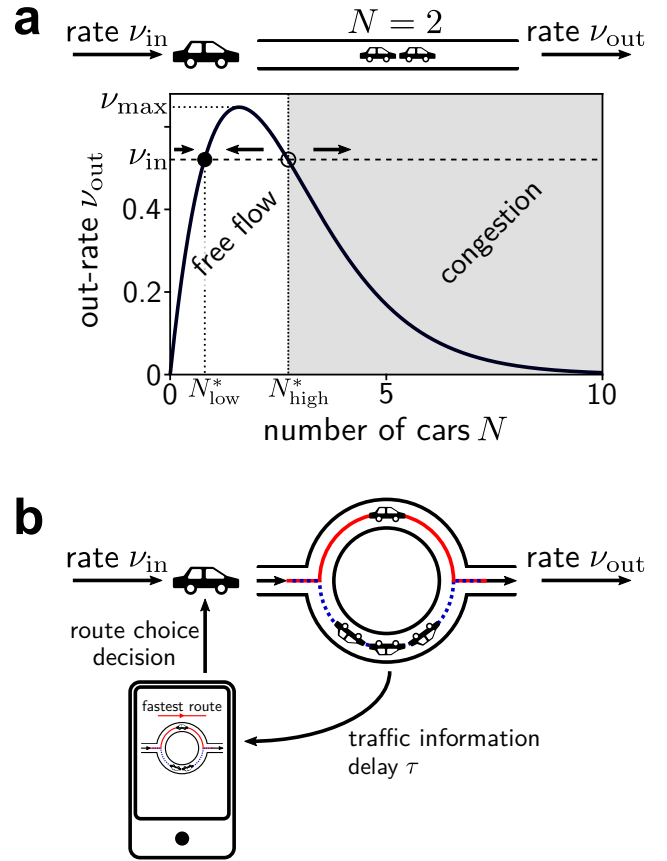 a
rate ν_in
N = 2
rate ν_out
ν_max
ν_in
0.4
0.2
0
out-rate ν_out
free flow
congestion
0
N*_low
N*_high
5
10
number of cars N
b
rate ν_in
rate ν_out
route choice
decision
fastest route
traffic information
delay τ